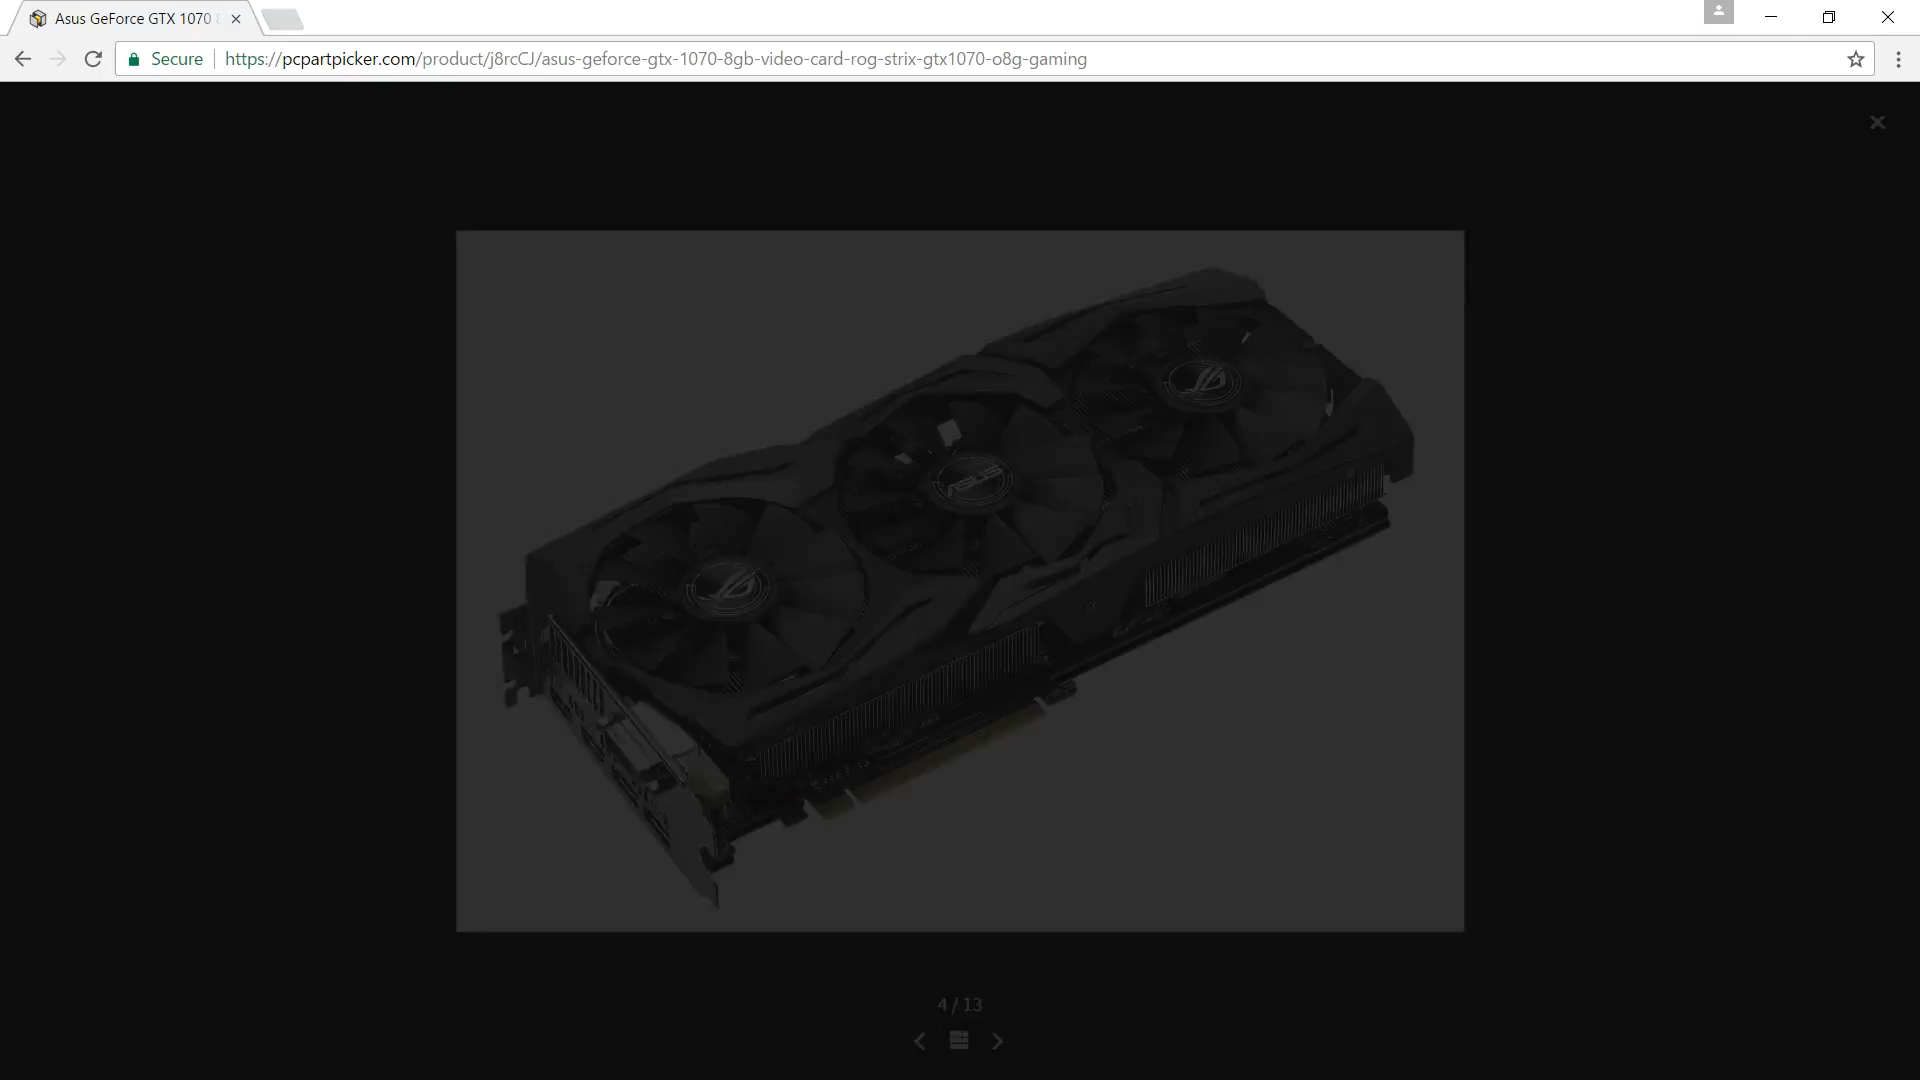 Asus GeForce GTX 1070
Secure
https://pcpartpicker.com/product/j8rcCJ/asus-geforce-gtx-1070-8gb-video-card-rog-strix-gtx1070-o8g-gaming
ASUS
4 / 13